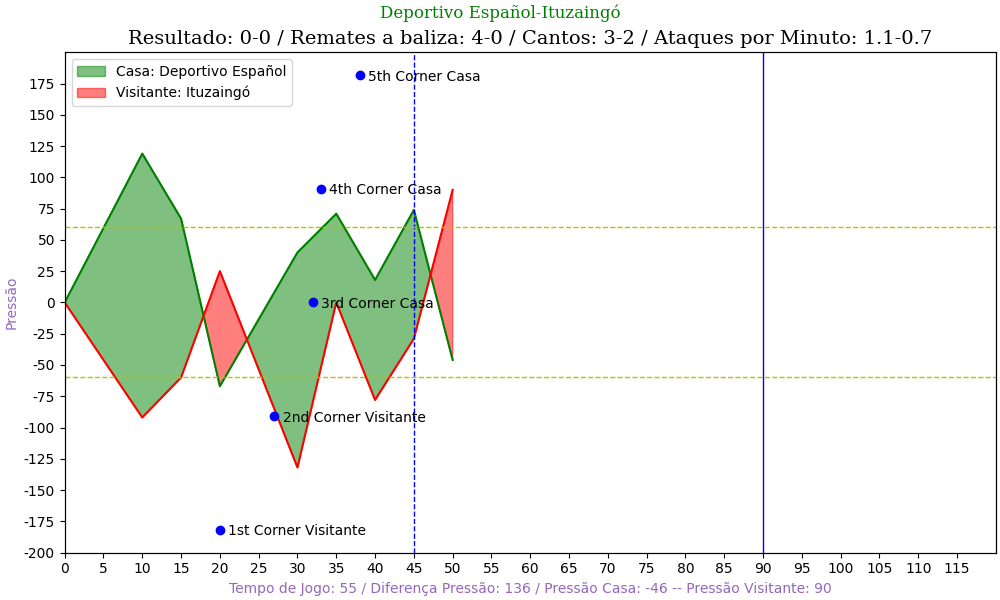 Deportivo Español-Ituzaingó
Resultado: 0-0 / Remates a baliza: 4-0 / Cantos: 3-2 / Ataques por Minuto: 1.1-0.7
Casa: Deportivo Español
Visitante: Ituzaingó
5th Corner Casa
4th Corner Casa
3rd Corner Casa
2nd Corner Visitante
1st Corner Visitante
Pressão
175
150
125
100
75
50
25
0
-25
-50
-75
-100
-125
-150
-175
-200
0 5 10 15 20 25 30 35 40 45 50 55 60 65 70 75 80 85 90 95 100 105 110 115
Tempo de Jogo: 55 / Diferença Pressão: 136 / Pressão Casa: -46 -- Pressão Visitante: 90